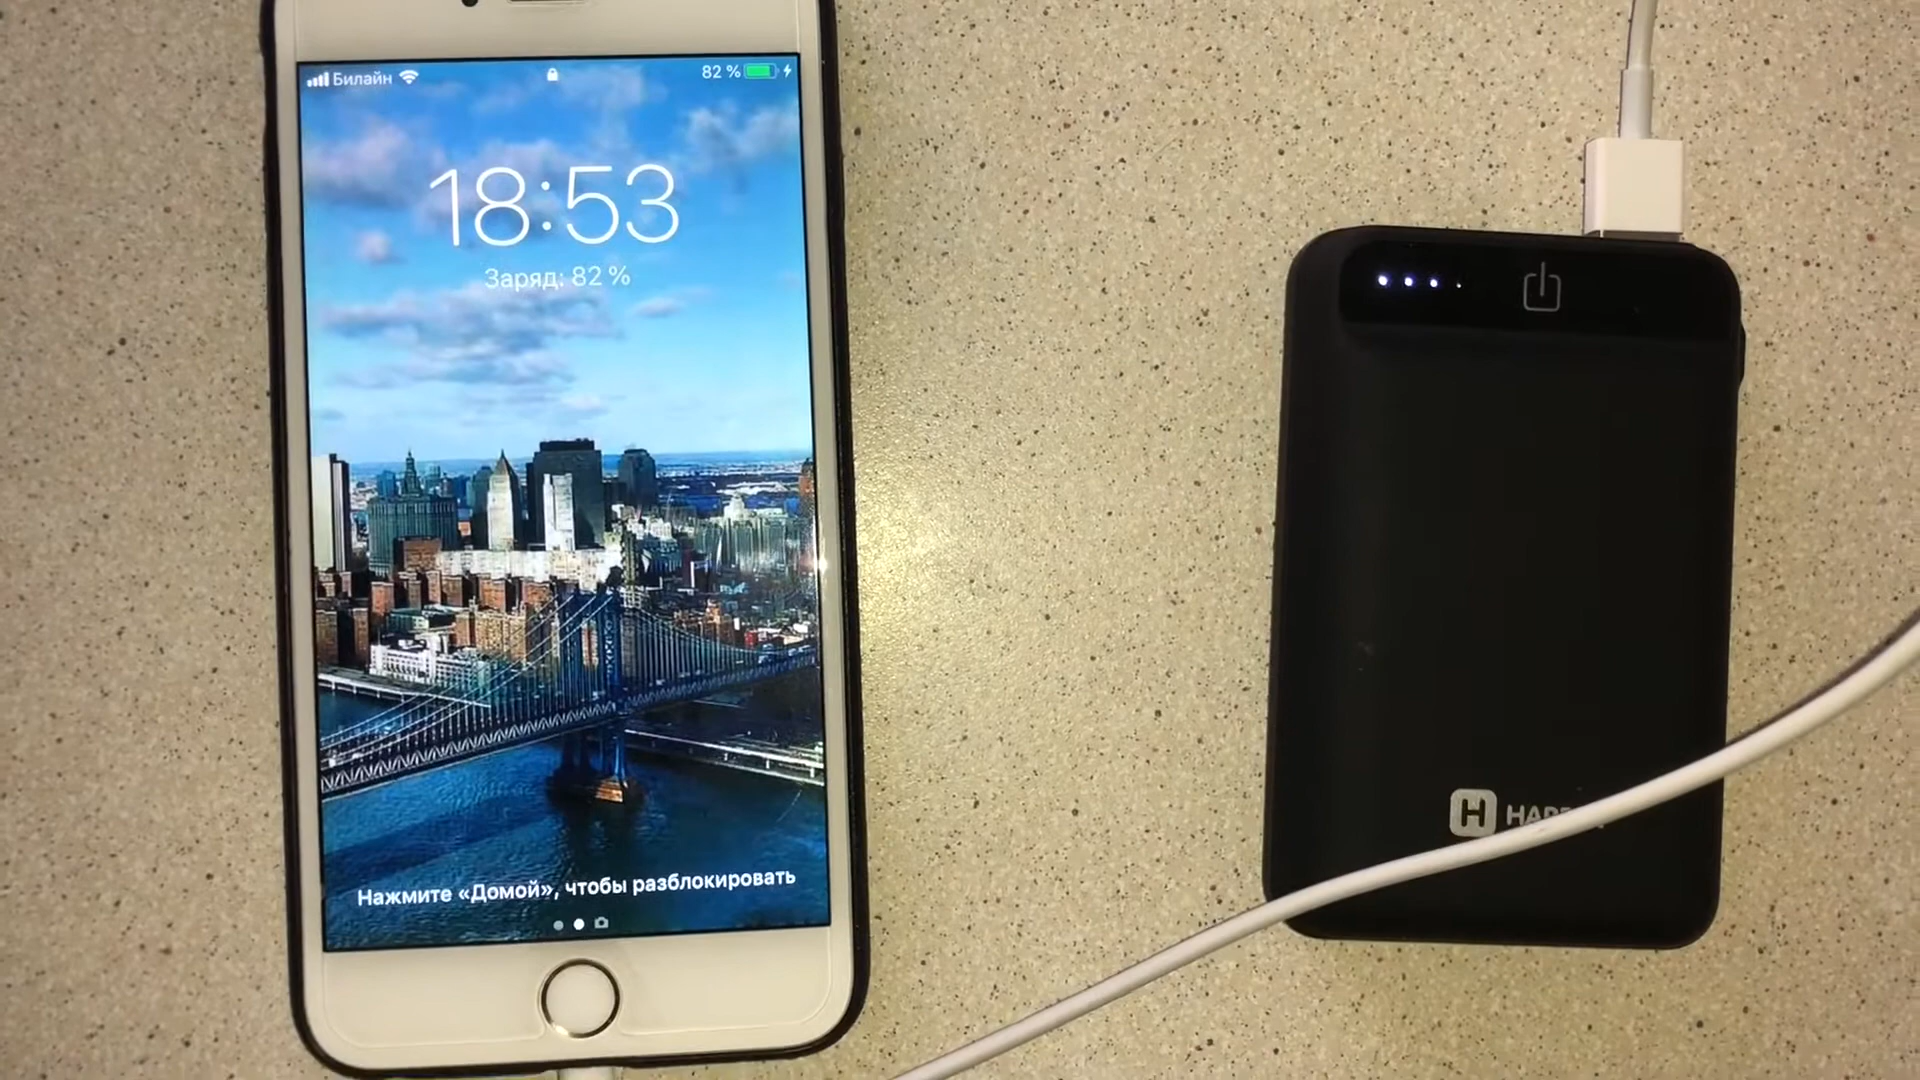 Билайн
82 %
18:53
Заряд: 82 %
Нажмите «Домой», чтобы разблокировать
H